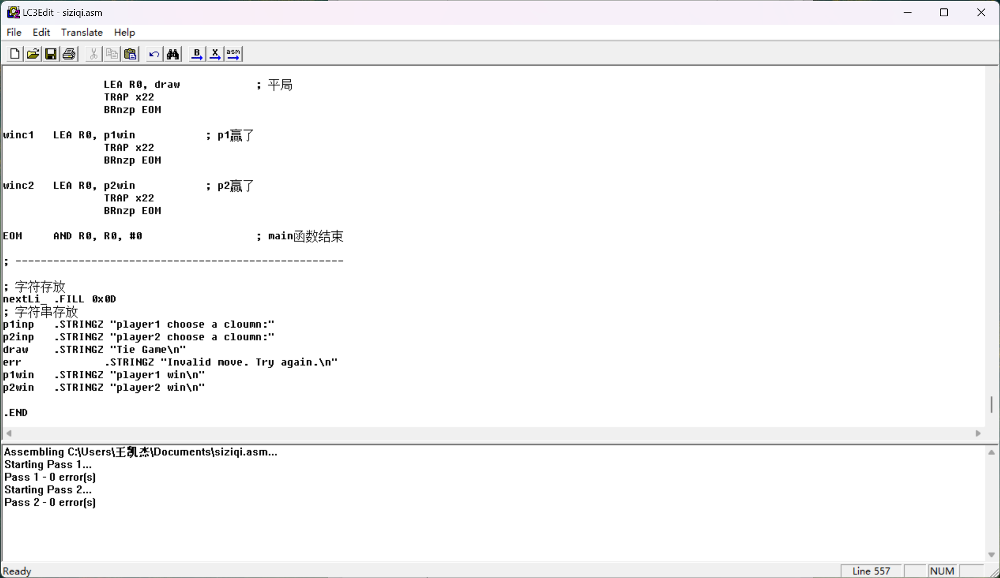 LC3Edit - siziqi.asm
File Edit Translate Help
B X asm
LEA R0, draw ; 平局
TRAP x22
BRnzp EOM
winc1 LEA R0, p1win ; p1赢了
TRAP x22
BRnzp EOM
winc2 LEA R0, p2win ; p2赢了
TRAP x22
BRnzp EOM
EOM AND R0, R0, #0 ; main函数结束
; ----------------------------------------------------
; 字符存放
nextLi_ .FILL 0x0D
; 字符串存放
p1inp .STRINGZ "player1 choose a cloumn:"
p2inp .STRINGZ "player2 choose a cloumn:"
draw .STRINGZ "Tie Game\n"
err .STRINGZ "Invalid move. Try again.\n"
p1win .STRINGZ "player1 win\n"
p2win .STRINGZ "player2 win\n"
.END
Assembling C:\Users\王凯杰\Documents\siziqi.asm...
Starting Pass 1...
Pass 1 - 0 error(s)
Starting Pass 2...
Pass 2 - 0 error(s)
Ready Line 557 NUM